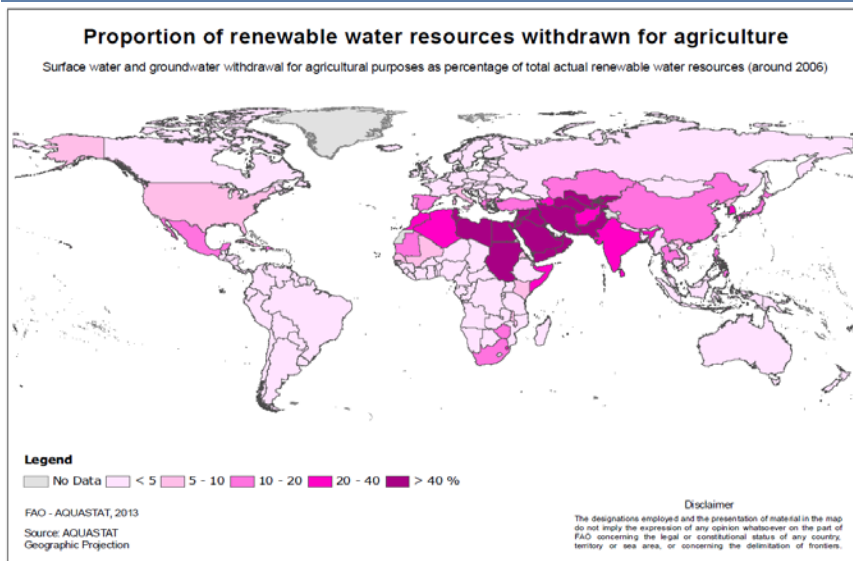 Proportion of renewable water resources withdrawn for agriculture
Surface water and groundwater withdrawal for agricultural purposes as percentage of total actual renewable water resources (around 2006)
Legend
No Data < 5 5 - 10 10 - 20 20 - 40 > 40 %
FAO - AQUASTAT, 2013
Source: AQUASTAT
Geographic Projection
Disclaimer
The designations employed and the presentation of material in the map
do not imply the expression of any opinion whatsoever on the part of
FAO concerning the legal or constitutional status of any country,
territory or sea area, or concerning the delimitation of frontiers.